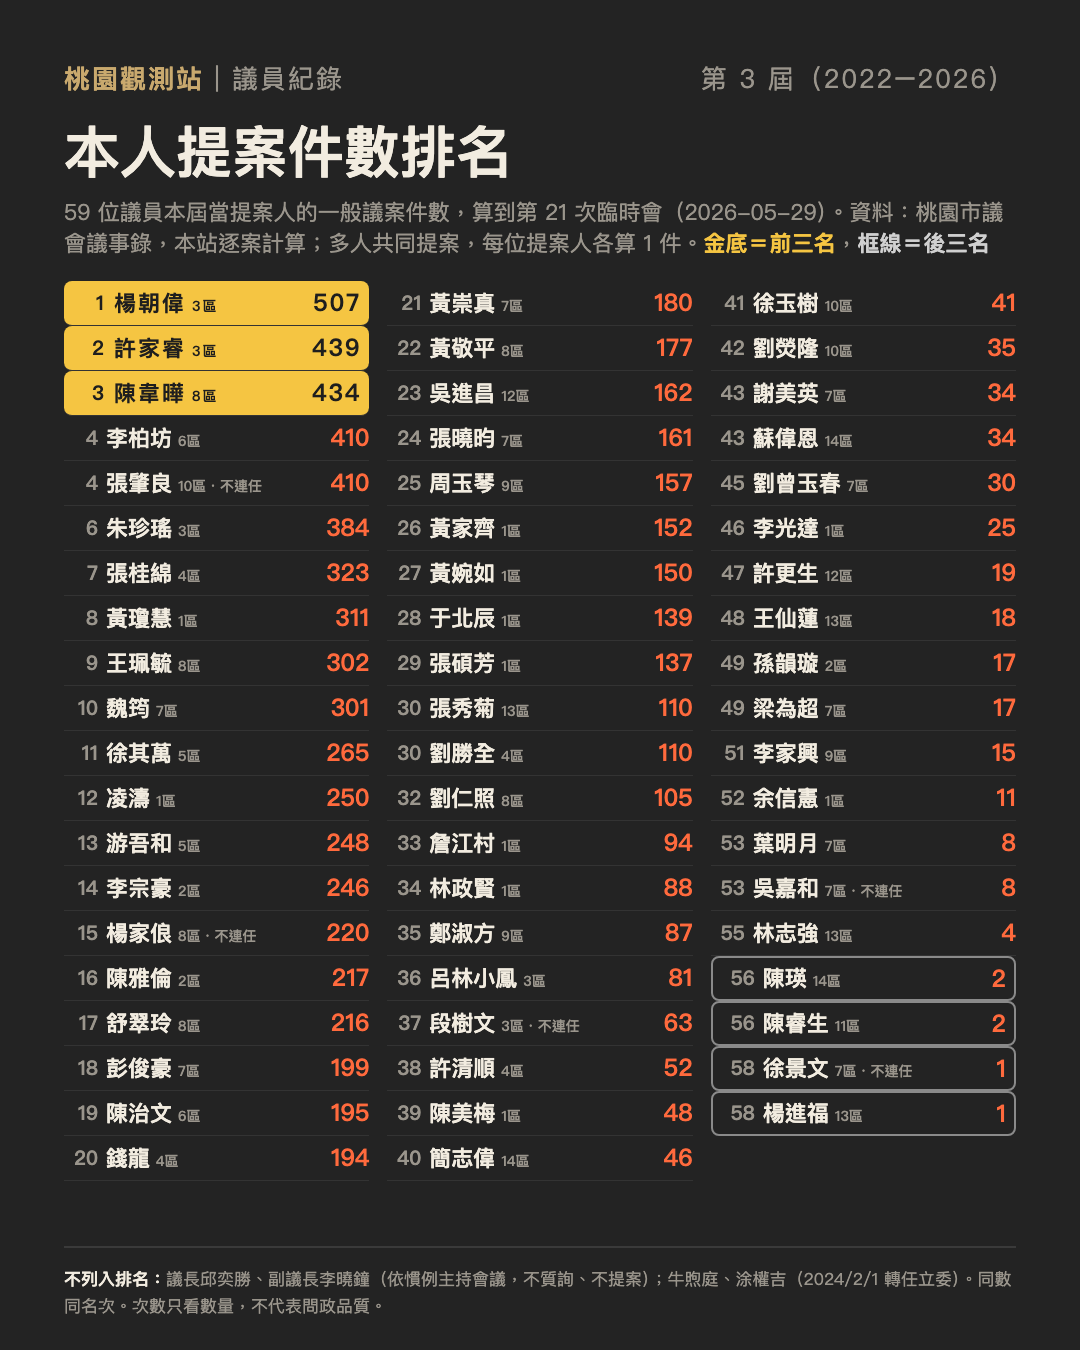 桃園觀測站｜議員紀錄
第 3 屆（2022–2026）
本人提案件數排名
59 位議員本屆當提案人的一般議案件數，算到第 21 次臨時會（2026–05–29）。資料：桃園市議
會議事錄，本站逐案計算；多人共同提案，每位提案人各算 1 件。金底＝前三名，框線＝後三名
1 楊朝偉 3區 507
2 許家睿 3區 439
3 陳韋曄 8區 434
4 李柏坊 6區 410
4 張肇良 10區・不連任 410
6 朱珍瑤 3區 384
7 張桂綿 4區 323
8 黃瓊慧 1區 311
9 王珮毓 8區 302
10 魏筠 7區 301
11 徐其萬 5區 265
12 凌濤 1區 250
13 游吾和 5區 248
14 李宗豪 2區 246
15 楊家俍 8區・不連任 220
16 陳雅倫 2區 217
17 舒翠玲 8區 216
18 彭俊豪 7區 199
19 陳治文 6區 195
20 錢龍 4區 194
21 黃崇真 7區 180
22 黃敬平 8區 177
23 吳進昌 12區 162
24 張曉昀 7區 161
25 周玉琴 9區 157
26 黃家齊 1區 152
27 黃婉如 1區 150
28 于北辰 1區 139
29 張碩芳 1區 137
30 張秀菊 13區 110
30 劉勝全 4區 110
32 劉仁照 8區 105
33 詹江村 1區 94
34 林政賢 1區 88
35 鄭淑方 9區 87
36 呂林小鳳 3區 81
37 段樹文 3區・不連任 63
38 許清順 4區 52
39 陳美梅 1區 48
40 簡志偉 14區 46
41 徐玉樹 10區 41
42 劉熒隆 10區 35
43 謝美英 7區 34
43 蘇偉恩 14區 34
45 劉曾玉春 7區 30
46 李光達 1區 25
47 許更生 12區 19
48 王仙蓮 13區 18
49 孫韻璇 2區 17
49 梁為超 7區 17
51 李家興 9區 15
52 余信憲 1區 11
53 葉明月 7區 8
53 吳嘉和 7區・不連任 8
55 林志強 13區 4
56 陳瑛 14區 2
56 陳睿生 11區 2
58 徐景文 7區・不連任 1
58 楊進福 13區 1
不列入排名：議長邱奕勝、副議長李曉鐘（依慣例主持會議，不質詢、不提案）；牛煦庭、涂權吉（2024/2/1 轉任立委）。同數
同名次。次數只看數量，不代表問政品質。